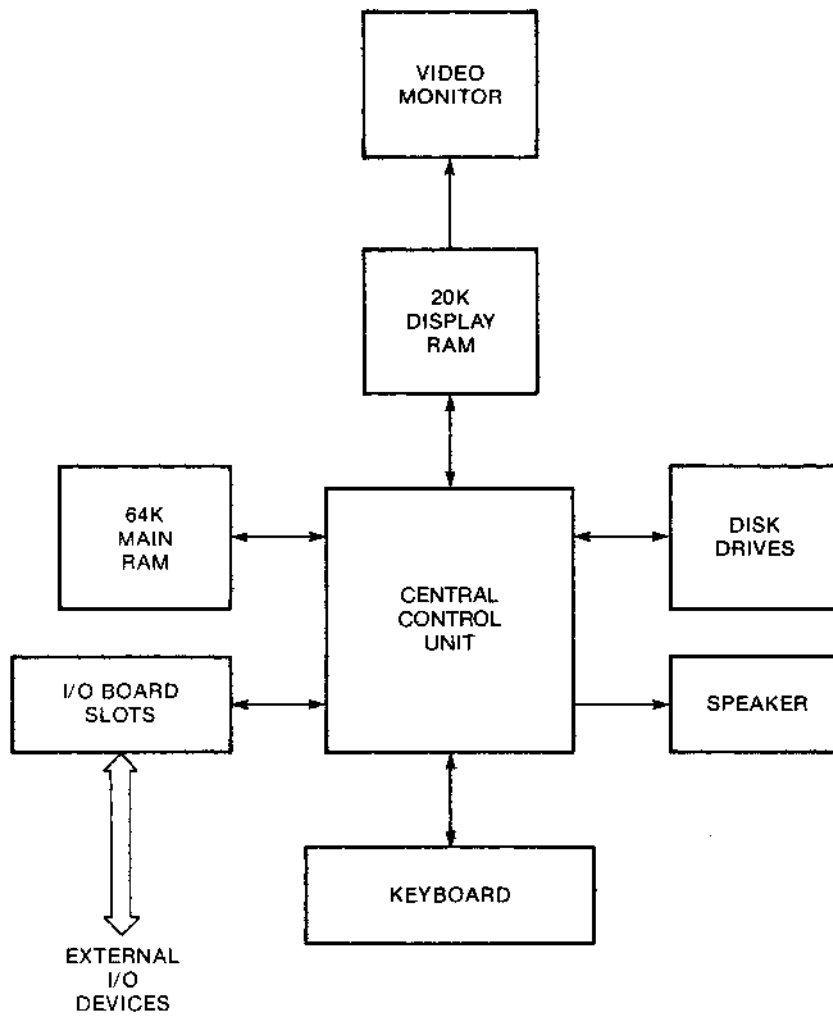 VIDEO
MONITOR
20K
DISPLAY
RAM
64K
MAIN
RAM
CENTRAL
CONTROL
UNIT
DISK
DRIVES
I/O BOARD
SLOTS
SPEAKER
KEYBOARD
EXTERNAL
I/O
DEVICES